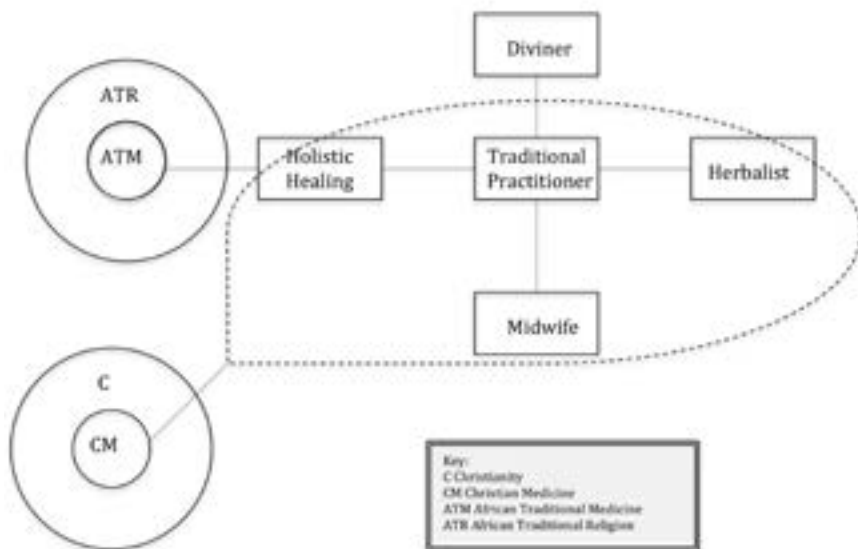 Diviner
ATR
ATM
Holistic
Healing
Traditional
Practitioner
Herbalist
Midwife
C
CM
Key:
C Christianity
CM Christian Medicine
ATM African Traditional Medicine
ATR African Traditional Religion